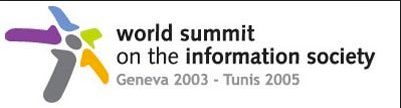 world summit
on the information society
Geneva 2003 - Tunis 2005